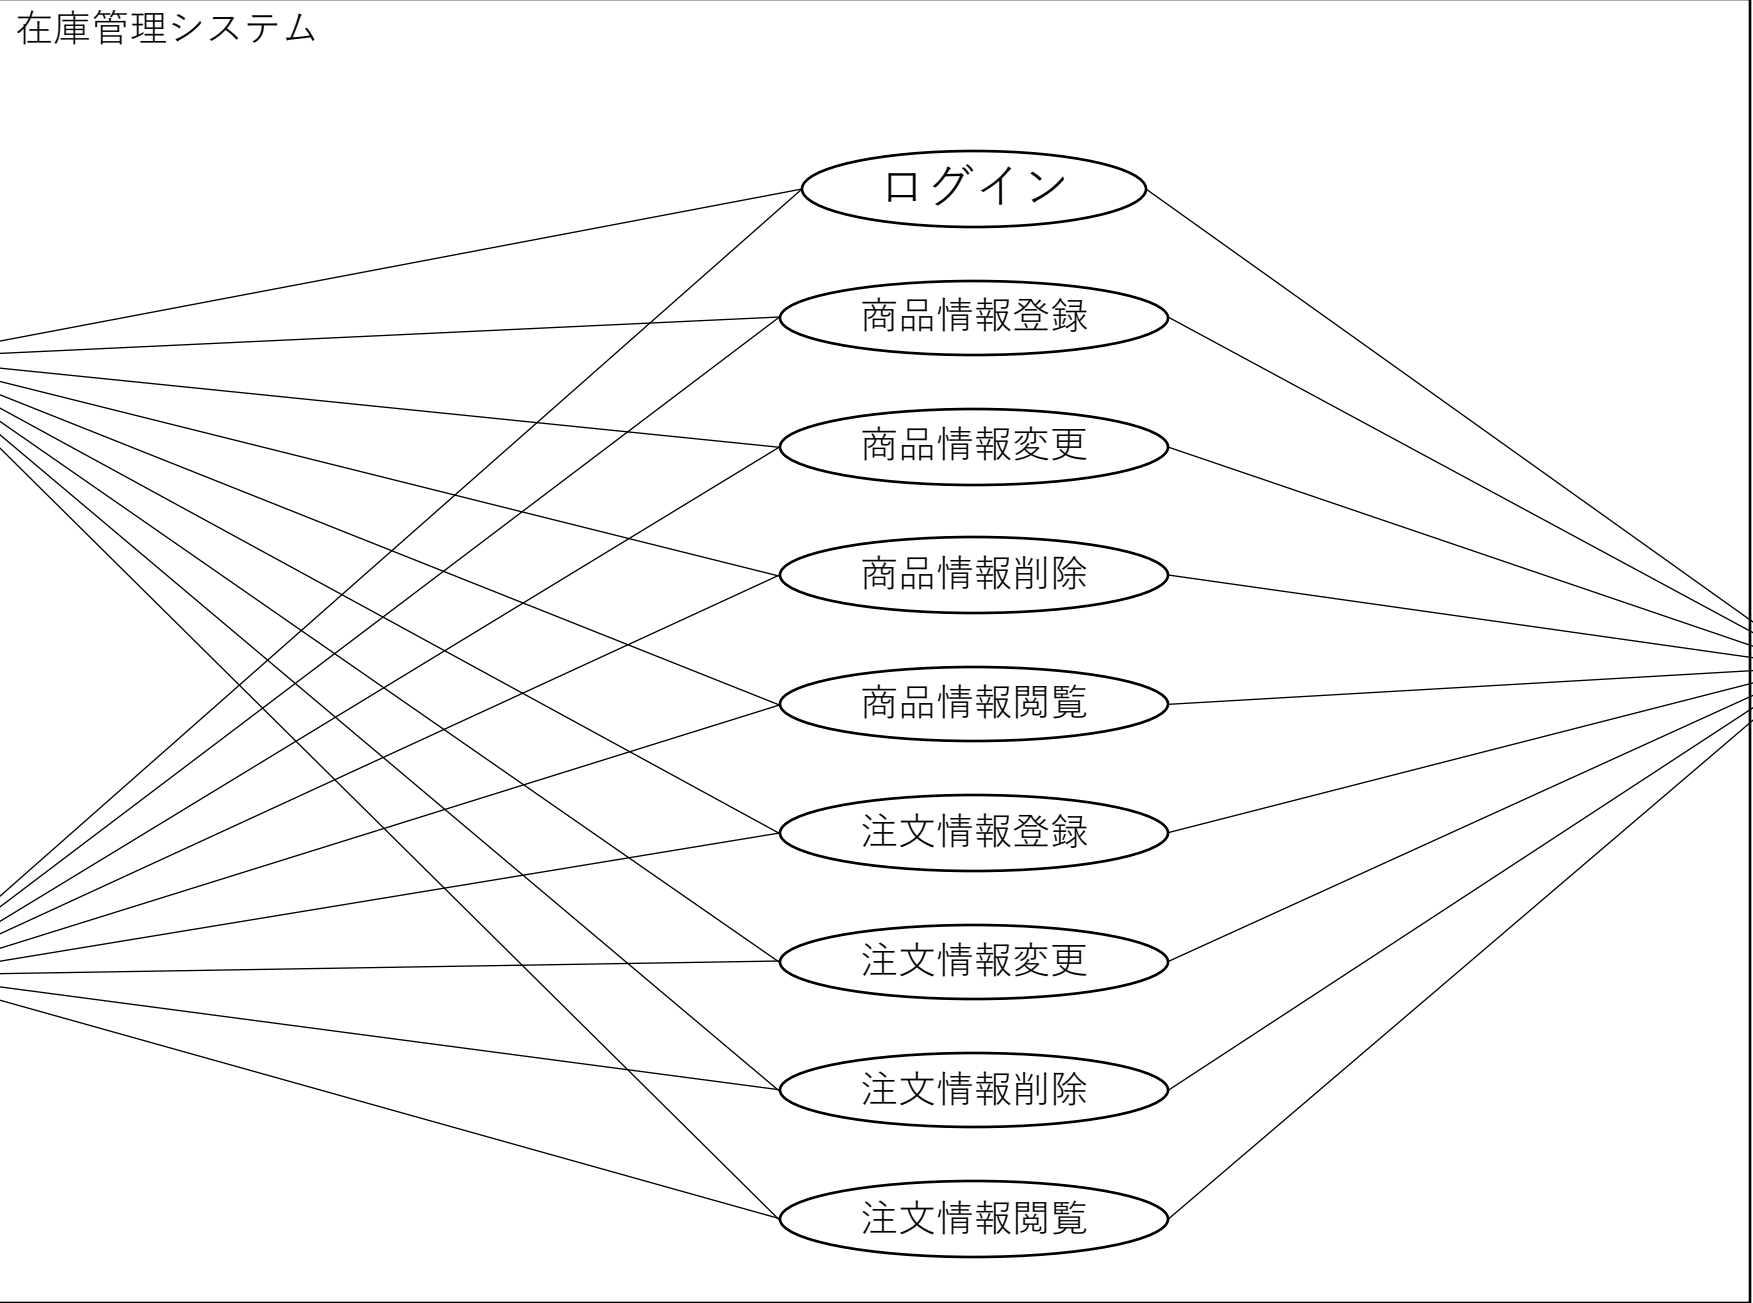 在庫管理システム
ログイン
商品情報登録
商品情報変更
商品情報削除
商品情報閲覧
注文情報登録
注文情報変更
注文情報削除
注文情報閲覧